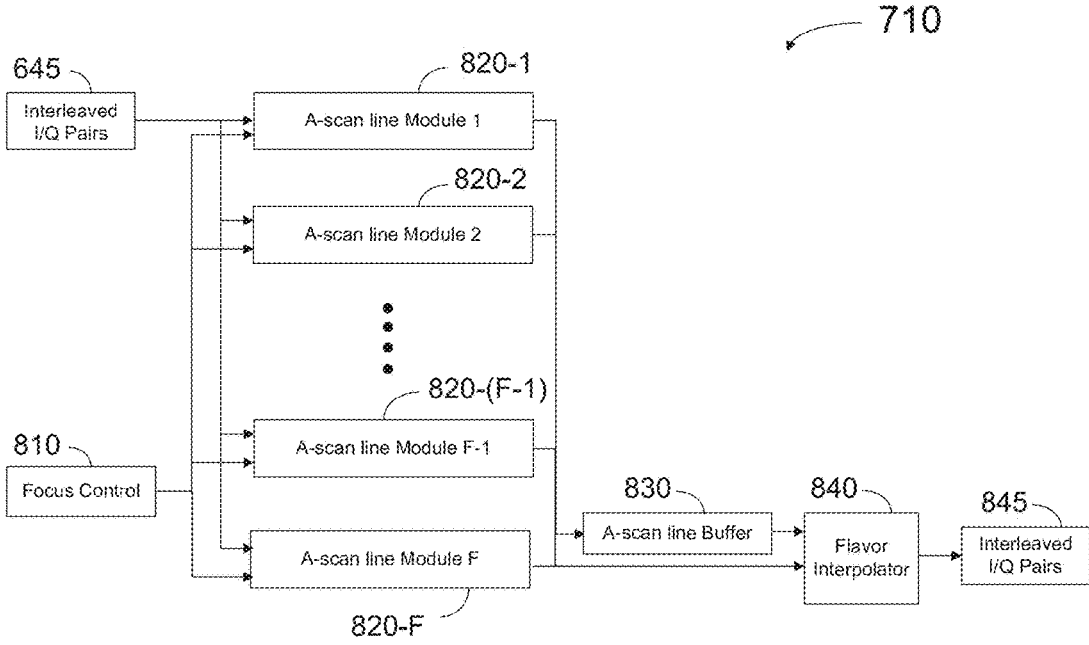 710
645
Interleaved
I/Q Pairs
820-1
A-scan line Module 1
820-2
A-scan line Module 2
820-(F-1)
A-scan line Module F-1
810
Focus Control
820-F
A-scan line Module F
830
A-scan line Buffer
840
Flavor
Interpolator
845
Interleaved
I/Q Pairs